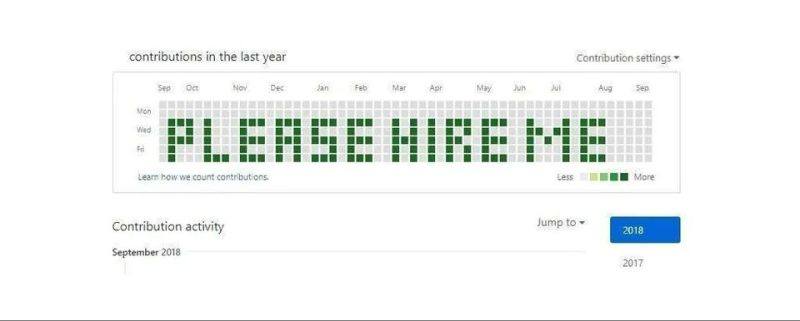 contributions in the last year
Contribution settings
Sep Oct Nov Dec Jan Feb Mar Apr May Jun Jul Aug Sep
Mon
Wed
Fri
PLEASE HIRE ME
Learn how we count contributions.
Less More
Contribution activity
Jump to
2018
September 2018
2017